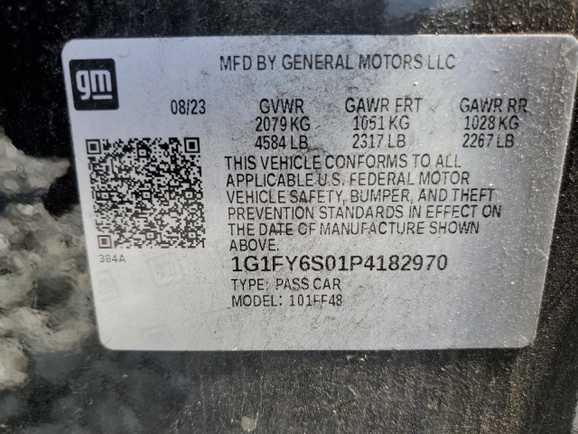 gm
MFD BY GENERAL MOTORS LLC
08/23 GVWR GAWR FRT GAWR RR
2079 KG 1051 KG 1028 KG
4584 LB 2317 LB 2267 LB
THIS VEHICLE CONFORMS TO ALL
APPLICABLE U.S. FEDERAL MOTOR
VEHICLE SAFETY, BUMPER, AND THEFT
PREVENTION STANDARDS IN EFFECT ON
THE DATE OF MANUFACTURE SHOWN
ABOVE.
384A
1G1FY6S01P4182970
TYPE: PASS CAR
MODEL: 101FF48